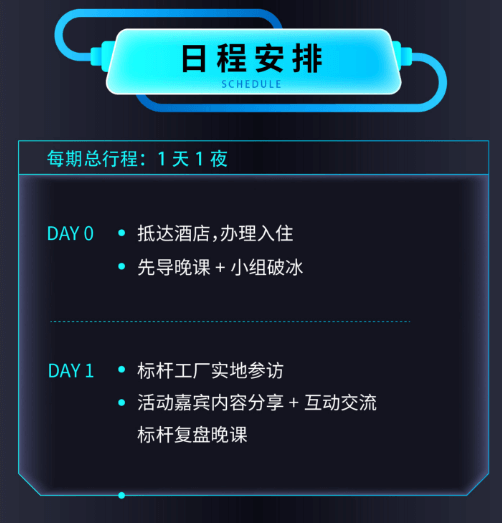 日程安排
SCHEDULE
每期总行程：1 天 1 夜
DAY 0
• 抵达酒店，办理入住
• 先导晚课 + 小组破冰
DAY 1
• 标杆工厂实地参访
• 活动嘉宾内容分享 + 互动交流
标杆复盘晚课